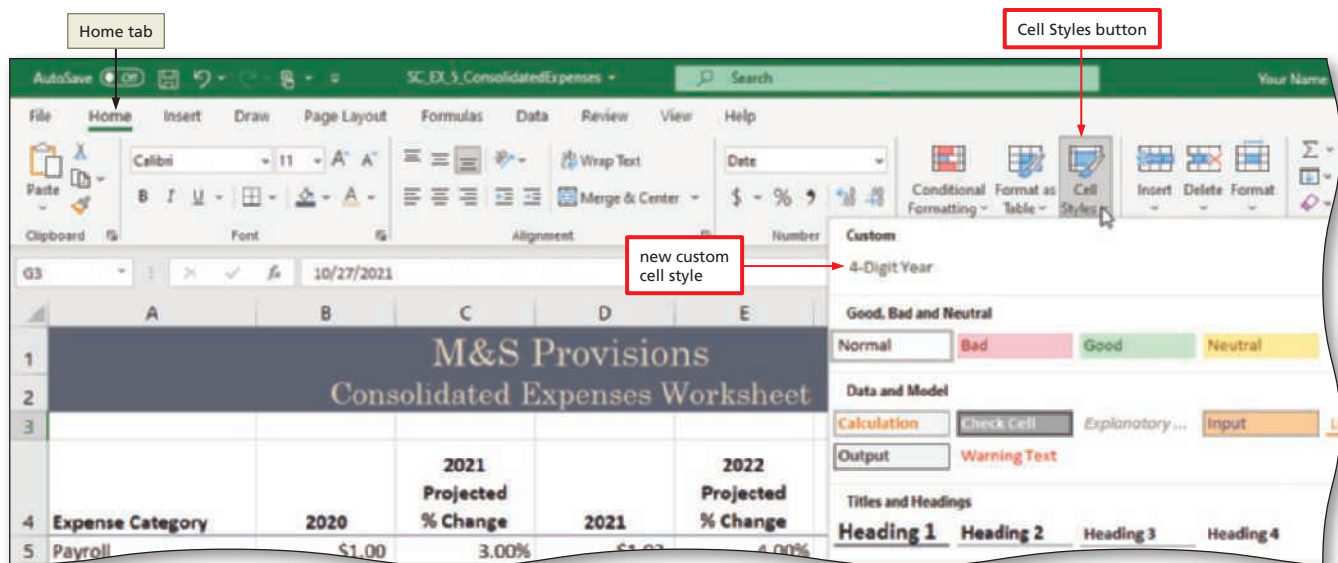 Home tab
Cell Styles button
AutoSave Off SC_EX_5_ConsolidatedExpenses Search Your Name
File Home Insert Draw Page Layout Formulas Data Review View Help
Calibri 11 A A Wrap Text Date
Paste B I U A Merge & Center $ % 9 Conditional Formatting Format as Table Cell Styles Insert Delete Format
Clipboard Font Alignment Number
new custom
cell style
Custom
4-Digit Year
G3 fx 10/27/2021
Good, Bad and Neutral
Normal Bad Good Neutral
Data and Model
Calculation Check Cell Explanatory ... Input L
Output Warning Text
Titles and Headings
Heading 1 Heading 2 Heading 3 Heading 4
A B C D E
1 M&S Provisions
2 Consolidated Expenses Worksheet
3
2021 2022
Projected Projected
4 Expense Category 2020 % Change 2021 % Change
5 Payroll $1.00 3.00% $1.03 4.00%